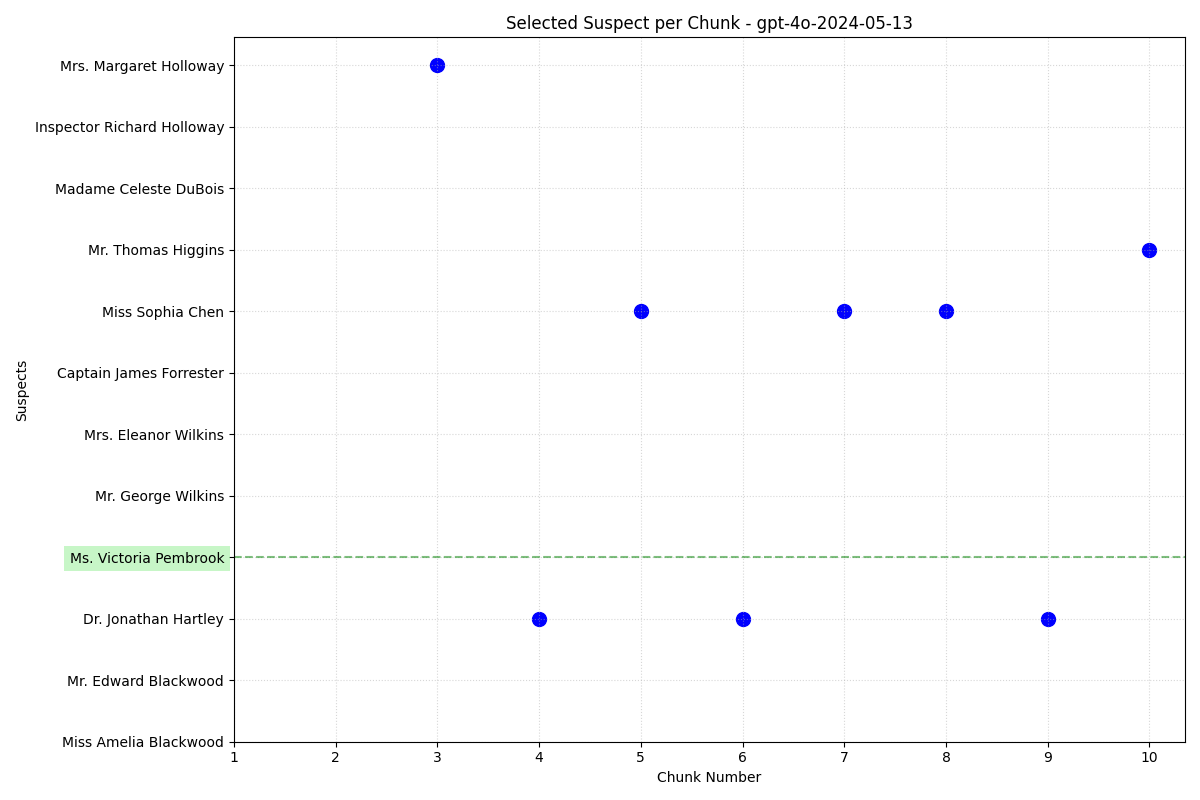 Selected Suspect per Chunk - gpt-4o-2024-05-13
Mrs. Margaret Holloway
Inspector Richard Holloway
Madame Celeste DuBois
Mr. Thomas Higgins
Miss Sophia Chen
Captain James Forrester
Mrs. Eleanor Wilkins
Mr. George Wilkins
Ms. Victoria Pembrook
Dr. Jonathan Hartley
Mr. Edward Blackwood
Miss Amelia Blackwood
Suspects
1 2 3 4 5 6 7 8 9 10
Chunk Number